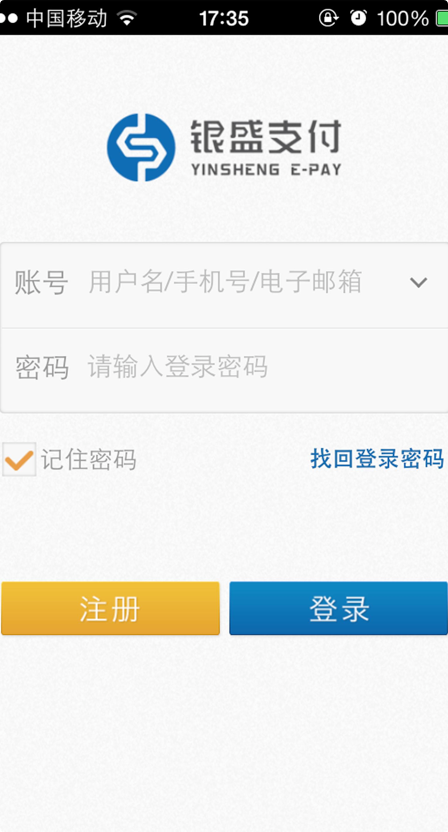 中国移动 17:35 100%
银盛支付
YINSHENG E-PAY
账号 用户名/手机号/电子邮箱
密码 请输入登录密码
记住密码 找回登录密码
注册 登录